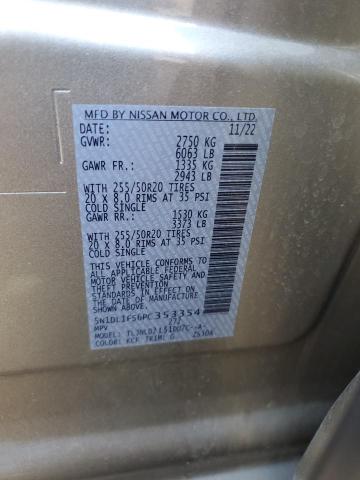 MFD BY NISSAN MOTOR CO., LTD.
DATE: 11/22
GVWR: 2750 KG
6063 LB
GAWR FR.: 1335 KG
2943 LB
WITH 255/50R20 TIRES
20 x 8.0 RIMS AT 35 PSI
COLD SINGLE
GAWR RR.: 1530 KG
3373 LB
WITH 255/50R20 TIRES
20 x 8.0 RIMS AT 35 PSI
COLD SINGLE
THIS VEHICLE CONFORMS TO
ALL APPLICABLE FEDERAL
MOTOR VEHICLE SAFETY
STANDARDS IN EFFECT ON
THE DATE OF MANUFACTURE
SHOWN ABOVE.
5N1DL1FS6PC353354
MPV 272
MODEL:
COLOR: KCF TRIM: G